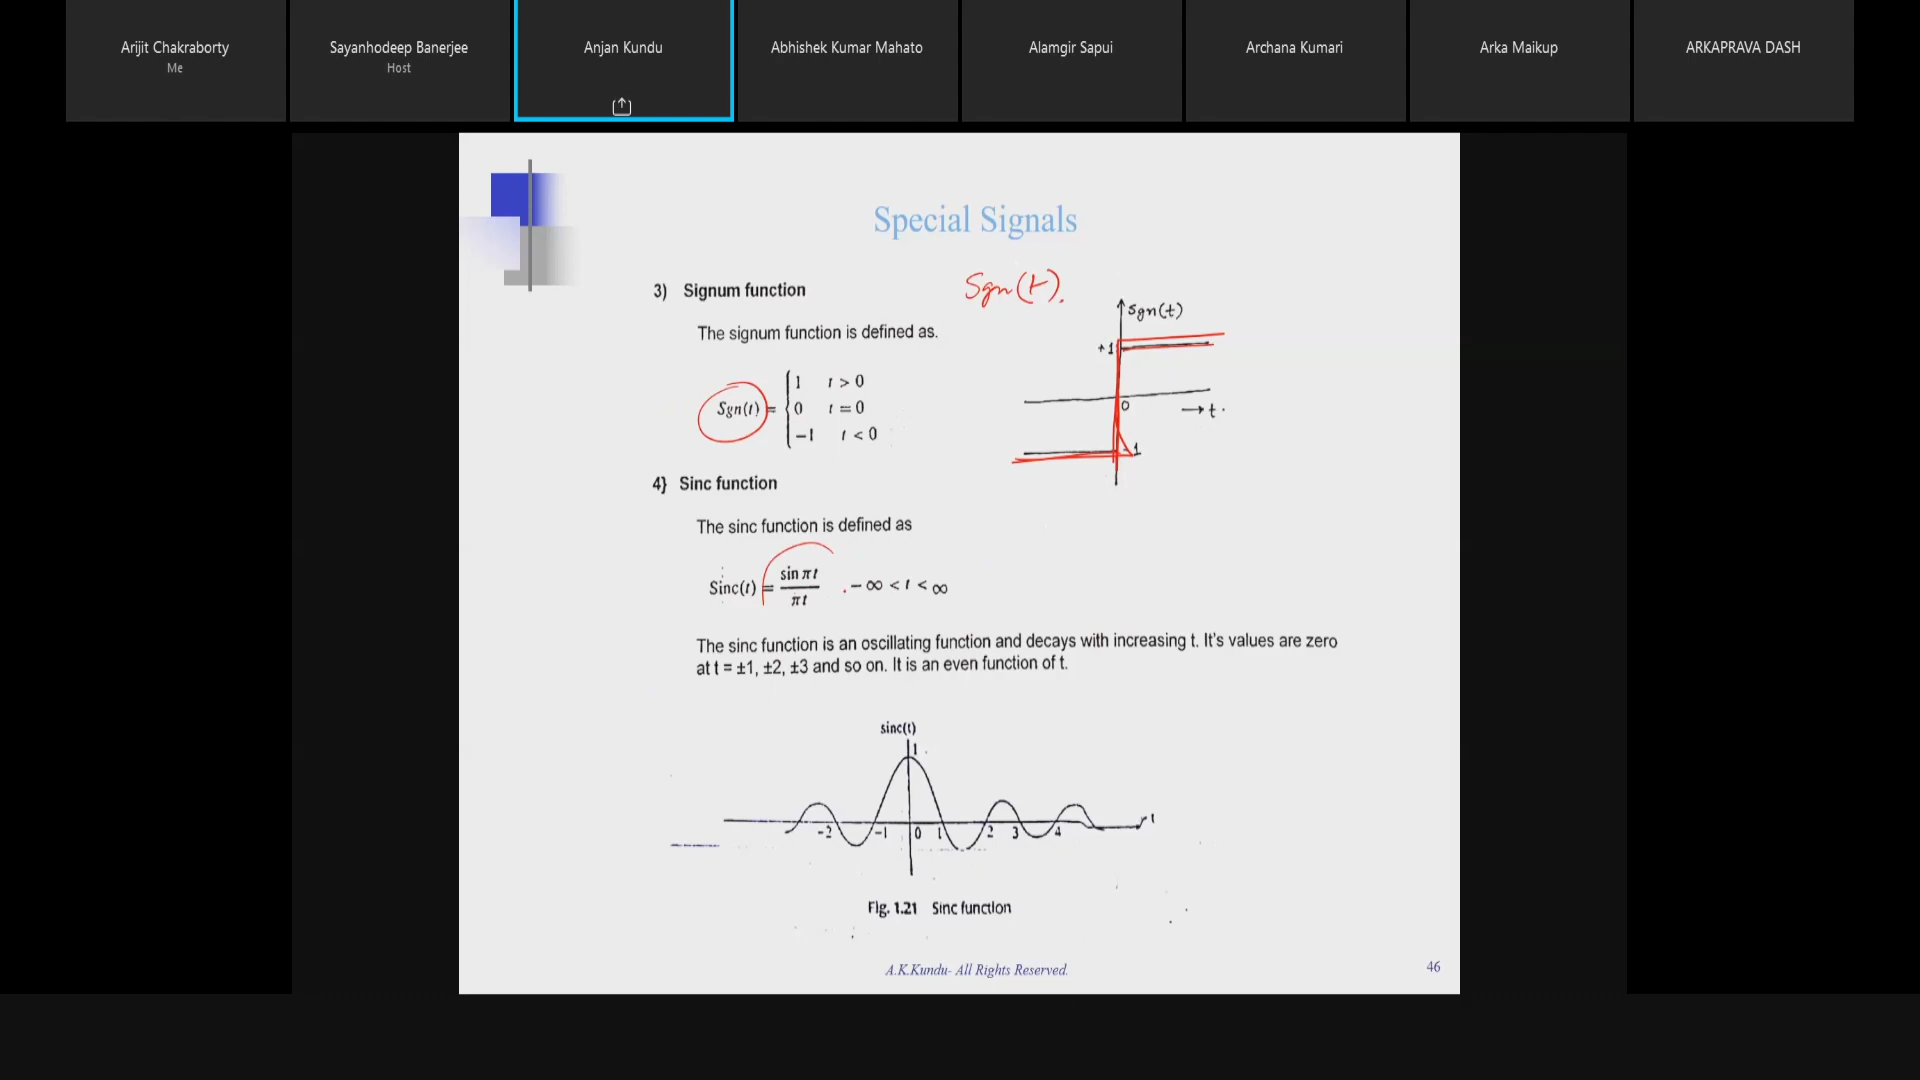 Arijit Chakraborty
Me
Sayanhodeep Banerjee
Host
Anjan Kundu
Abhishek Kumar Mahato
Alamgir Sapui
Archana Kumari
Arka Maikup
ARKAPRAVA DASH
Special Signals
3) Signum function
Sgn(t).
The signum function is defined as.
Sgn(t) = { 1 t > 0
0 t = 0
−1 t < 0
Sgn(t)
+1
0
→ t.
-1
4} Sinc function
The sinc function is defined as
Sinc(t) = sin πt / πt . − ∞ < t < ∞
The sinc function is an oscillating function and decays with increasing t. It's values are zero
at t = ±1, ±2, ±3 and so on. It is an even function of t.
sinc(t)
1
-2 -1 0 1 2 3 4 t
Fig. 1.21 Sinc function
A.K.Kundu- All Rights Reserved.
46